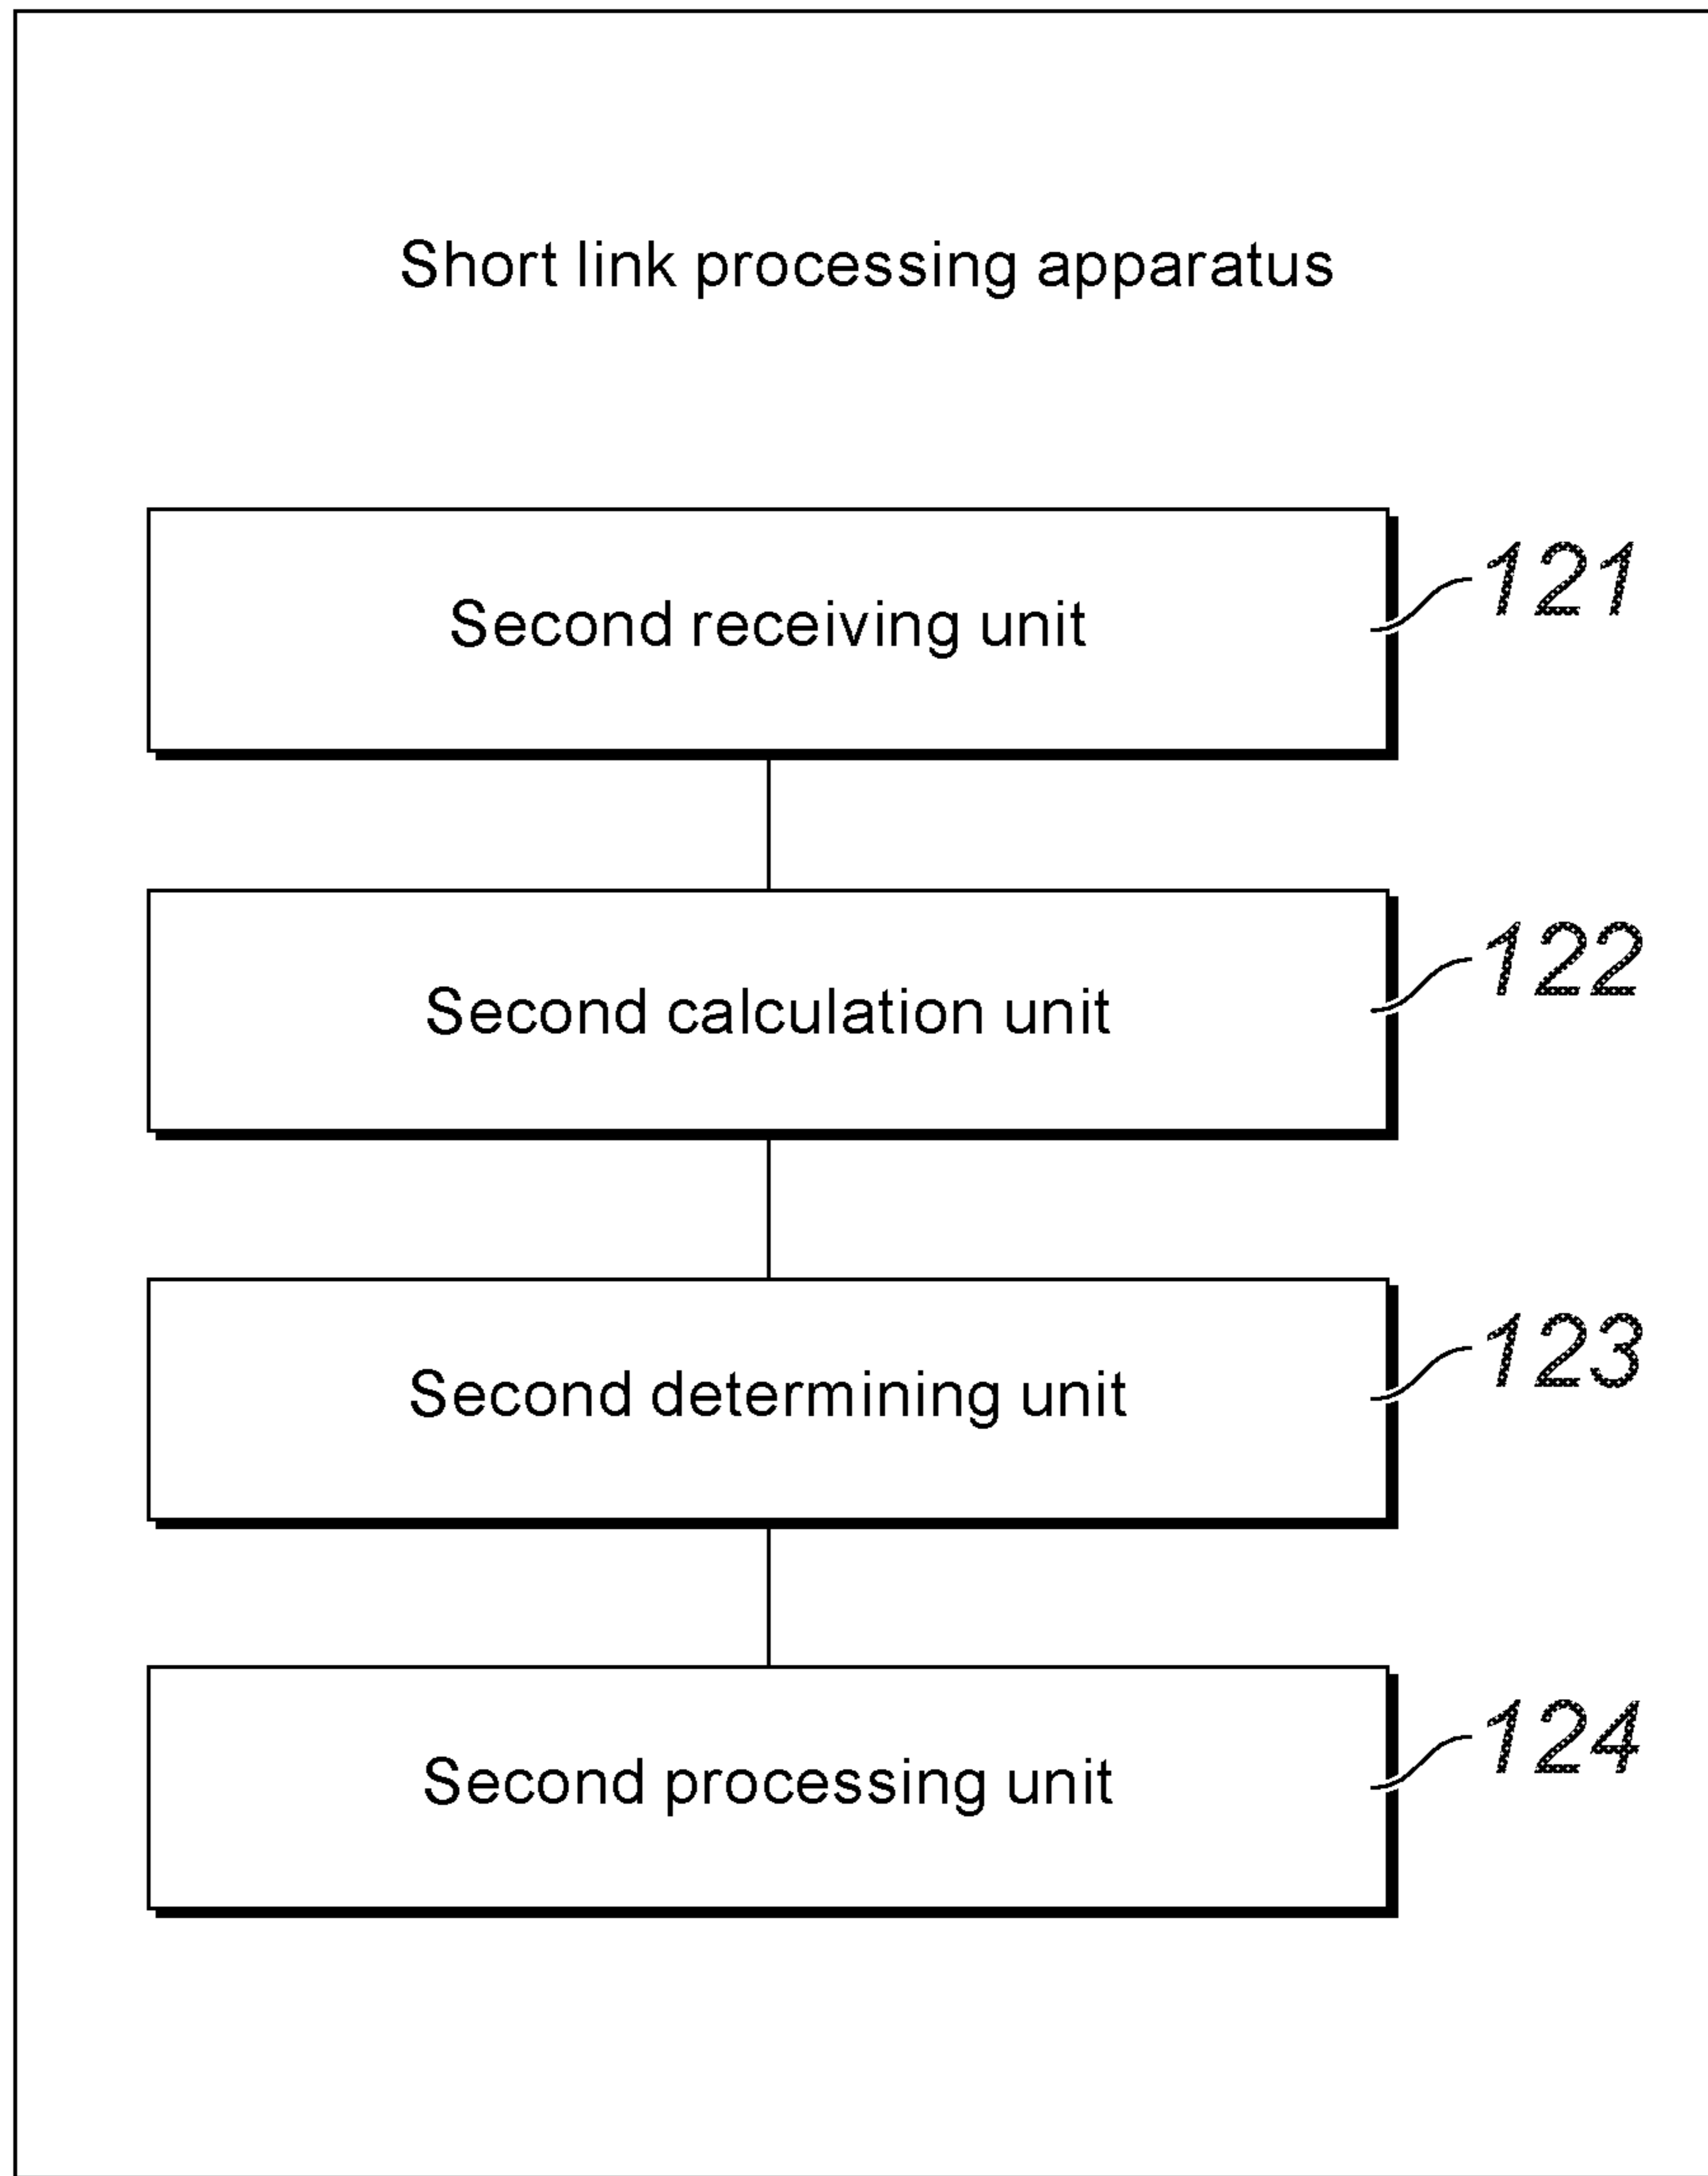 Short link processing apparatus
Second receiving unit
121
Second calculation unit
122
Second determining unit
123
Second processing unit
124